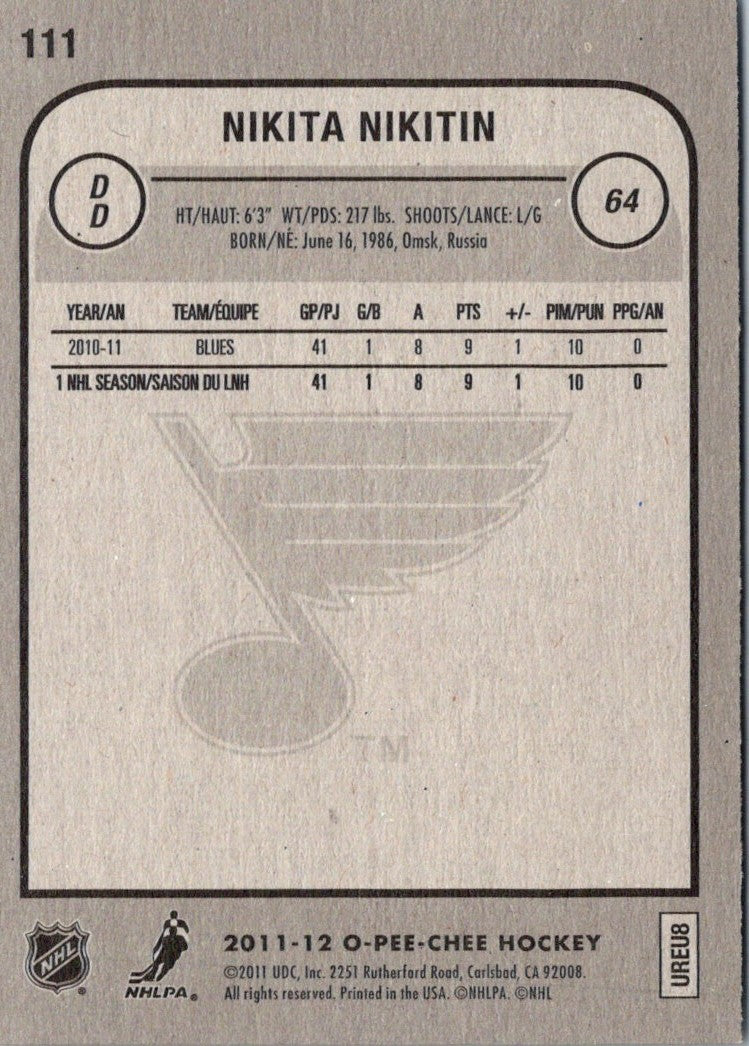 111
NIKITA NIKITIN
D
D
64
HT/HAUT: 6'3" WT/PDS: 217 lbs. SHOOTS/LANCE: L/G
BORN/NÉ: June 16, 1986, Omsk, Russia
YEAR/AN TEAM/ÉQUIPE GP/PJ G/B A PTS +/- PIM/PUN PPG/AN
2010-11 BLUES 41 1 8 9 1 10 0
1 NHL SEASON/SAISON DU LNH 41 1 8 9 1 10 0
TM
NHL
NHLPA®
2011-12 O-PEE-CHEE HOCKEY
©2011 UDC, Inc. 2251 Rutherford Road, Carlsbad, CA 92008.
All rights reserved. Printed in the USA. ©NHLPA. ©NHL
UREU8